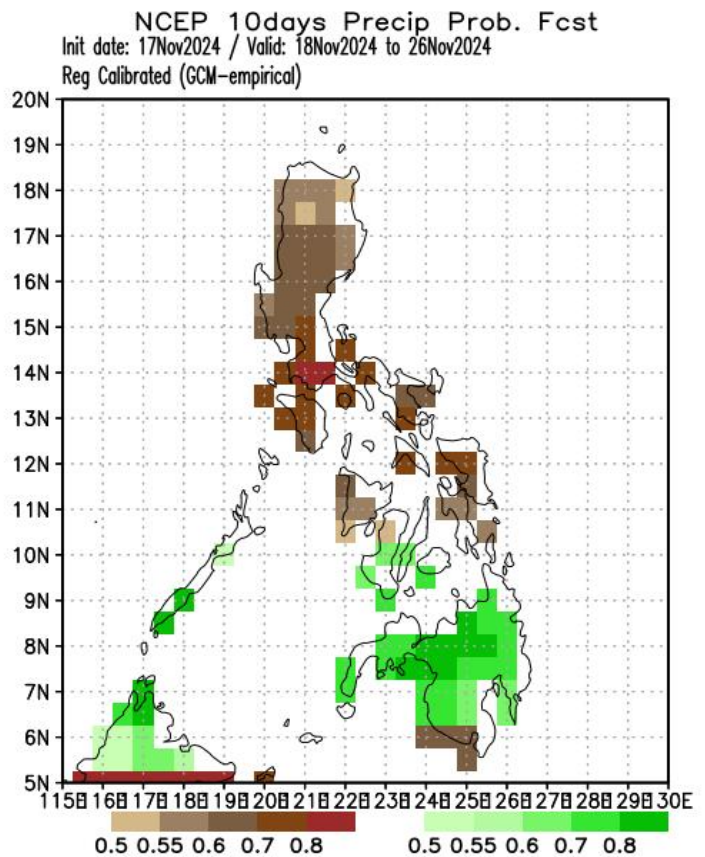 NCEP 10days Precip Prob. Fcst
Init date: 17Nov2024 / Valid: 18Nov2024 to 26Nov2024
Reg Calibrated (GCM-empirical)
20N
19N
18N
17N
16N
15N
14N
13N
12N
11N
10N
9N
8N
7N
6N
5N
115E 116E 117E 118E 119E 120E 121E 122E 123E 124E 125E 126E 127E 128E 129E 130E
0.5 0.55 0.6 0.7 0.8 0.5 0.55 0.6 0.7 0.8